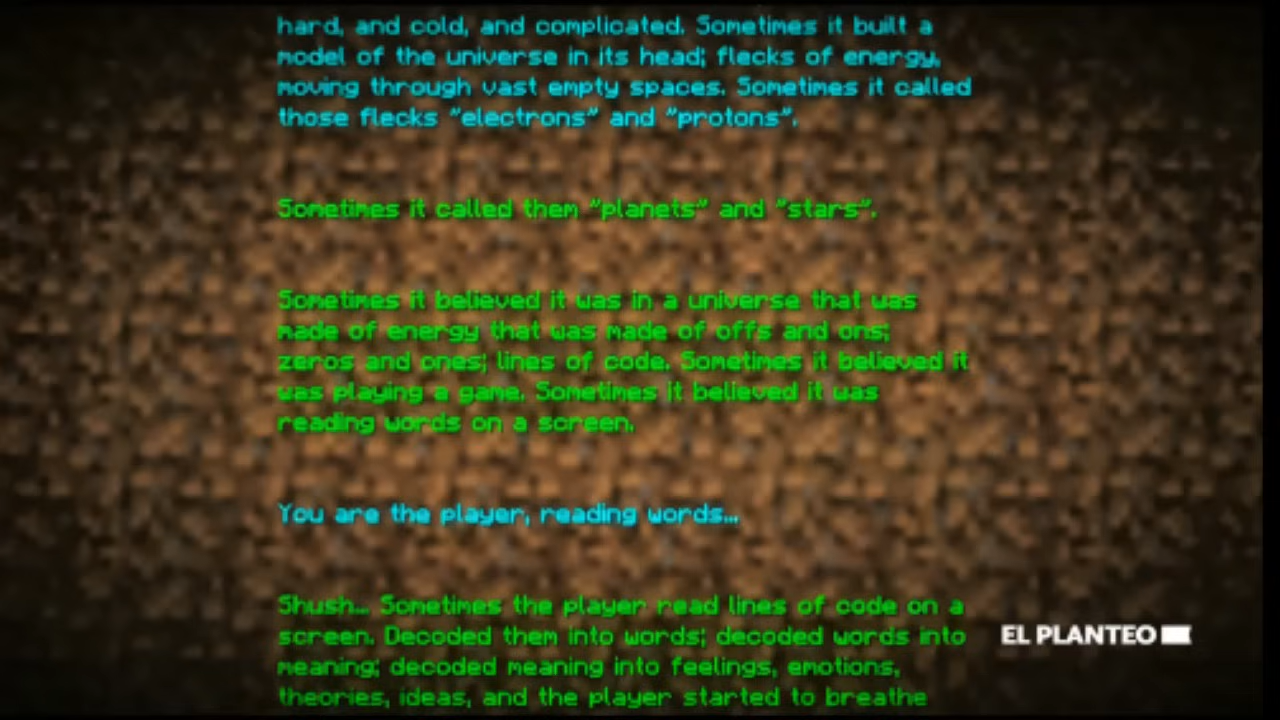 hard, and cold, and complicated. Sometimes it built a
model of the universe in its head; flecks of energy,
moving through vast empty spaces. Sometimes it called
those flecks "electrons" and "protons".
Sometimes it called them "planets" and "stars".
Sometimes it believed it was in a universe that was
made of energy that was made of offs and ons;
zeros and ones; lines of code. Sometimes it believed it
was playing a game. Sometimes it believed it was
reading words on a screen.
You are the player, reading words...
Shush... Sometimes the player read lines of code on a
screen. Decoded them into words; decoded words into
meaning; decoded meaning into feelings, emotions,
theories, ideas, and the player started to breathe
EL PLANTEO